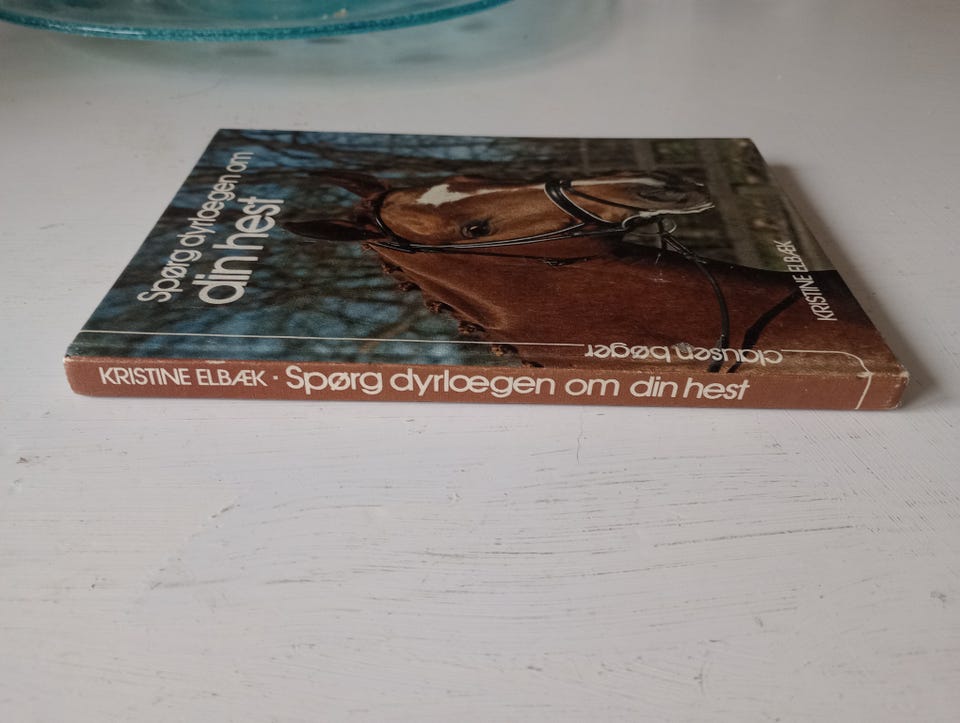 Spørg dyrlægen om
din hest
KRISTINE ELBÆK
clausen bøger
KRISTINE ELBÆK · Spørg dyrlægen om din hest